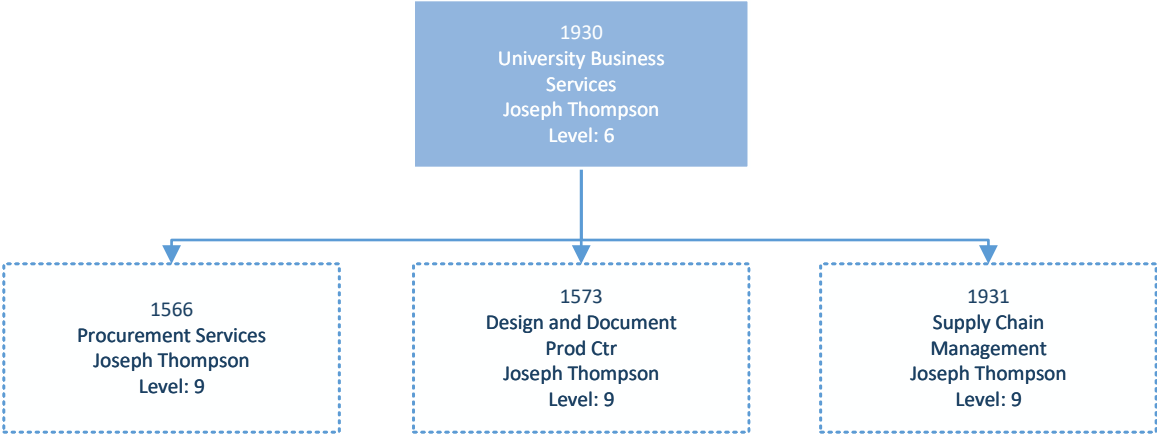 1930
University Business
Services
Joseph Thompson
Level: 6
1566
Procurement Services
Joseph Thompson
Level: 9
1573
Design and Document
Prod Ctr
Joseph Thompson
Level: 9
1931
Supply Chain
Management
Joseph Thompson
Level: 9